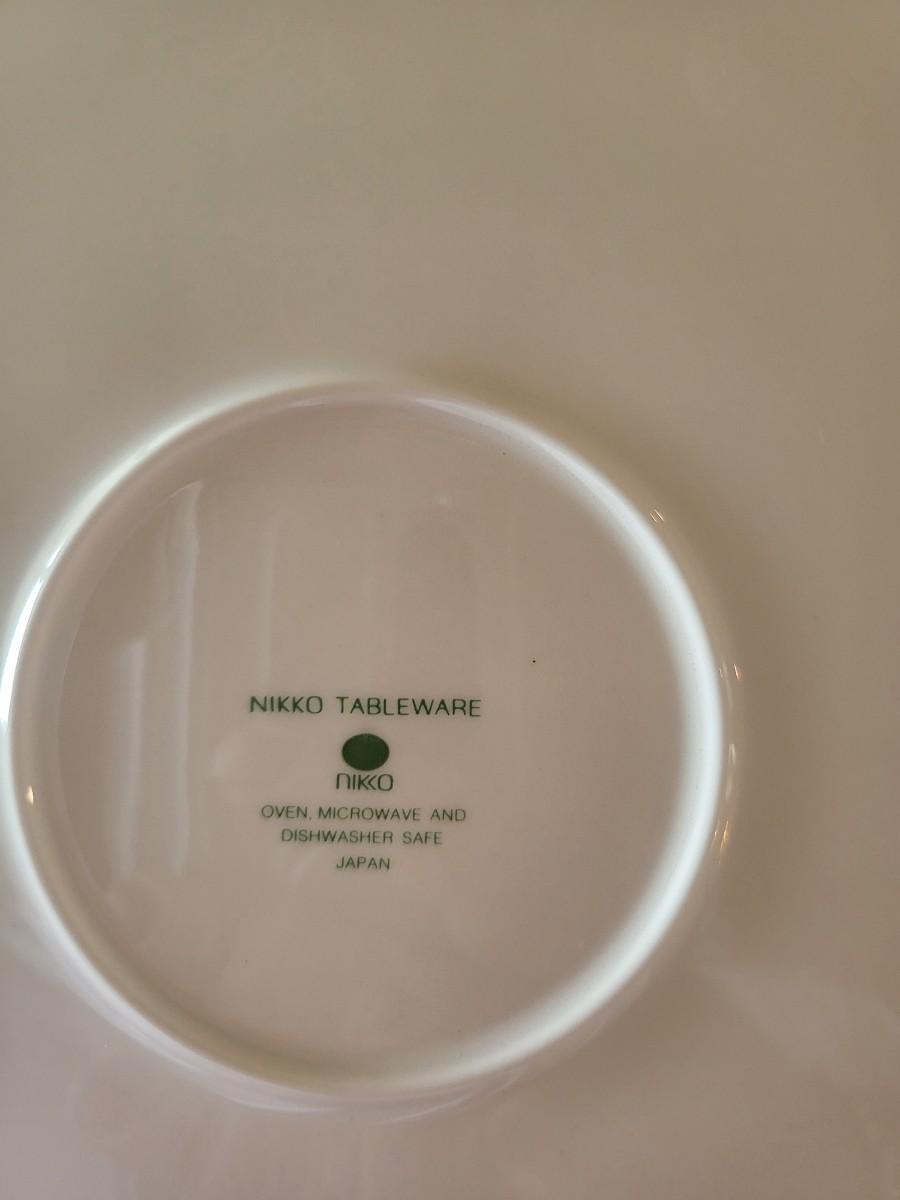 NIKKO TABLEWARE
NIKKO
OVEN, MICROWAVE AND
DISHWASHER SAFE
JAPAN